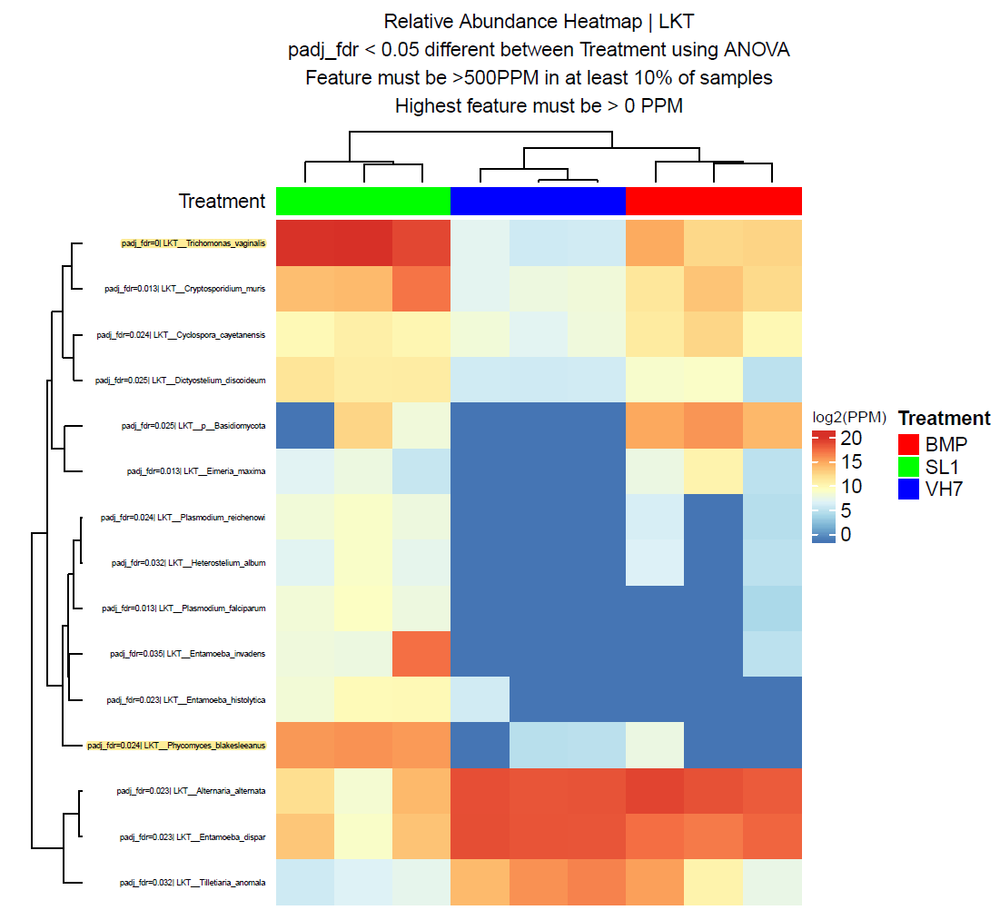 Relative Abundance Heatmap | LKT
padj_fdr < 0.05 different between Treatment using ANOVA
Feature must be >500PPM in at least 10% of samples
Highest feature must be > 0 PPM
Treatment
padj_fdr=0| LKT__Trichomonas_vaginalis
padj_fdr=0.013| LKT__Cryptosporidium_muris
padj_fdr=0.024| LKT__Cyclospora_cayetanensis
padj_fdr=0.025| LKT__Dictyostelium_discoideum
padj_fdr=0.025| LKT__p__Basidiomycota
padj_fdr=0.013| LKT__Eimeria_maxima
padj_fdr=0.024| LKT__Plasmodium_reichenowi
padj_fdr=0.032| LKT__Heterostelium_album
padj_fdr=0.013| LKT__Plasmodium_falciparum
padj_fdr=0.035| LKT__Entamoeba_invadens
padj_fdr=0.023| LKT__Entamoeba_histolytica
padj_fdr=0.024| LKT__Phycomyces_blakesleeanus
padj_fdr=0.023| LKT__Alternaria_alternata
padj_fdr=0.023| LKT__Entamoeba_dispar
padj_fdr=0.032| LKT__Tilletiaria_anomala
log2(PPM)
20
15
10
5
0
Treatment
BMP
SL1
VH7